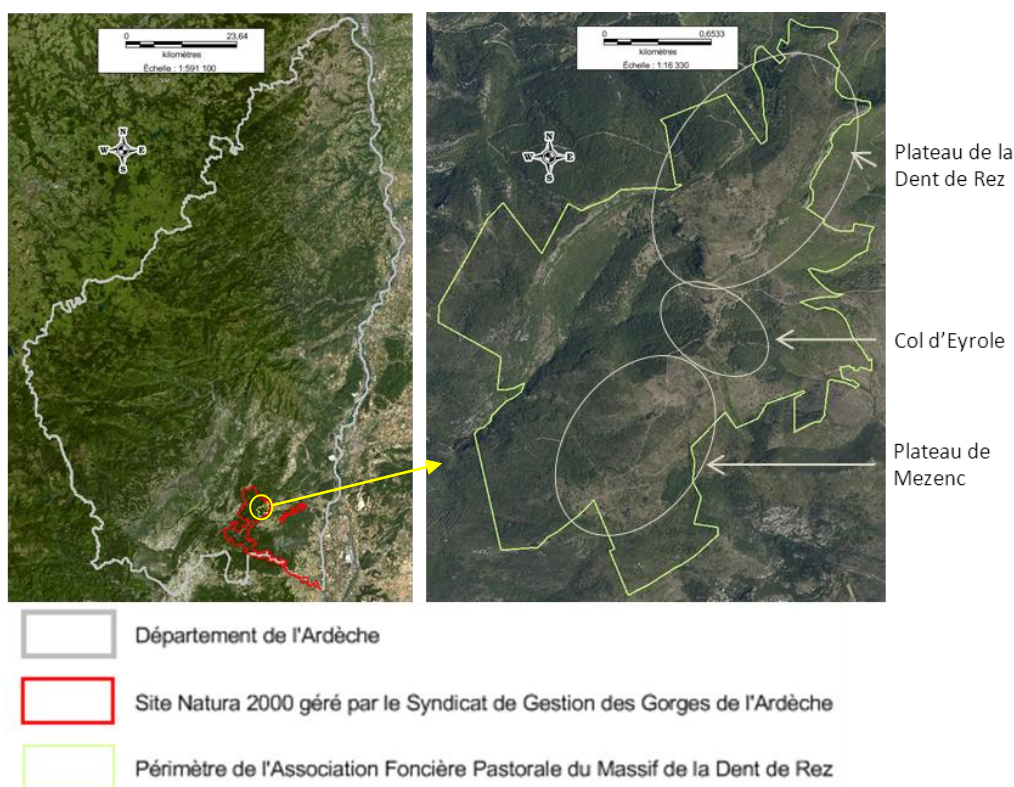 0 23,64
kilomètres
Échelle : 1:591 100
N
W E
S
0 0,6533
kilomètres
Échelle : 1:16 330
N
W E
S
Plateau de la
Dent de Rez
Col d'Eyrole
Plateau de
Mezenc
Département de l'Ardèche
Site Natura 2000 géré par le Syndicat de Gestion des Gorges de l'Ardèche
Périmètre de l'Association Foncière Pastorale du Massif de la Dent de Rez